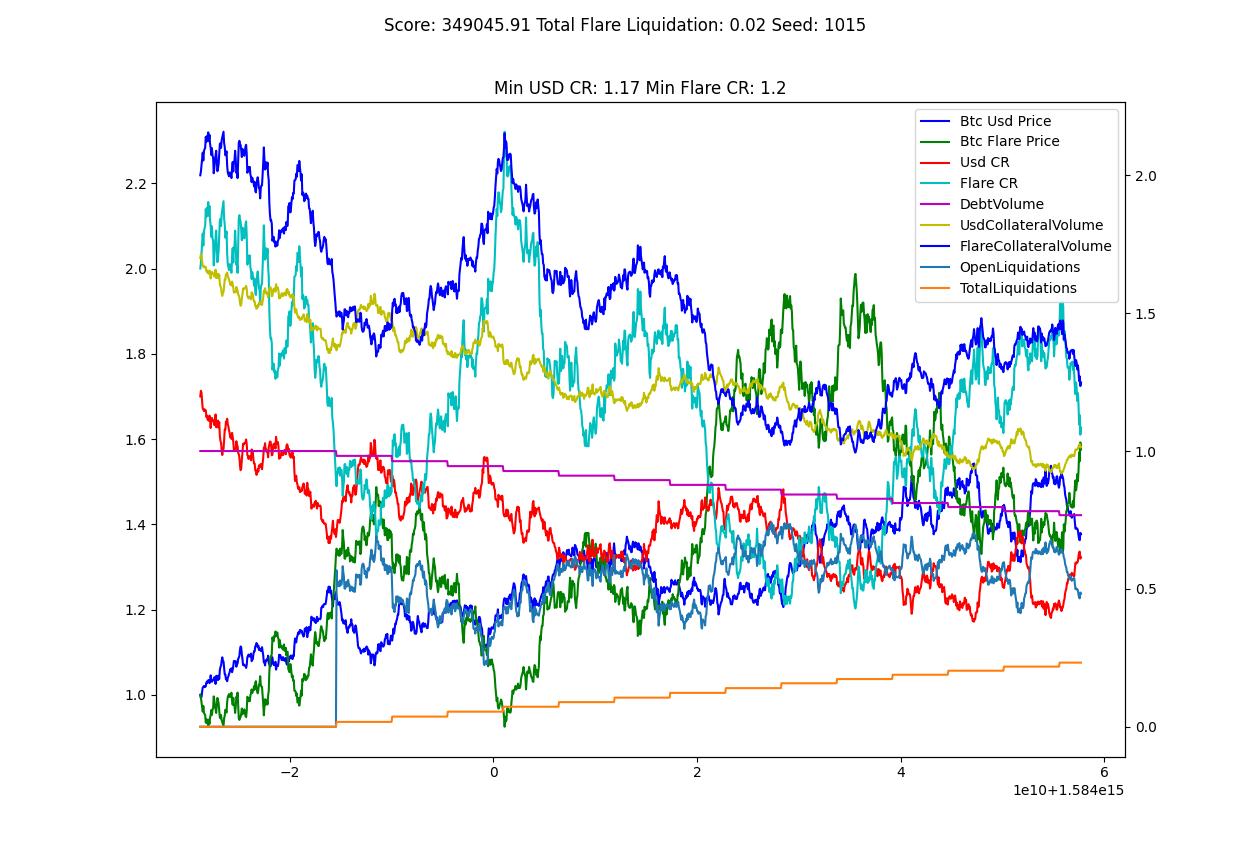 Score: 349045.91 Total Flare Liquidation: 0.02 Seed: 1015
Min USD CR: 1.17 Min Flare CR: 1.2
Btc Usd Price
Btc Flare Price
Usd CR
Flare CR
DebtVolume
UsdCollateralVolume
FlareCollateralVolume
OpenLiquidations
TotalLiquidations
2.2
2.0
1.8
1.6
1.4
1.2
1.0
2.0
1.5
1.0
0.5
0.0
−2
0
2
4
6
1e10+1.584e15